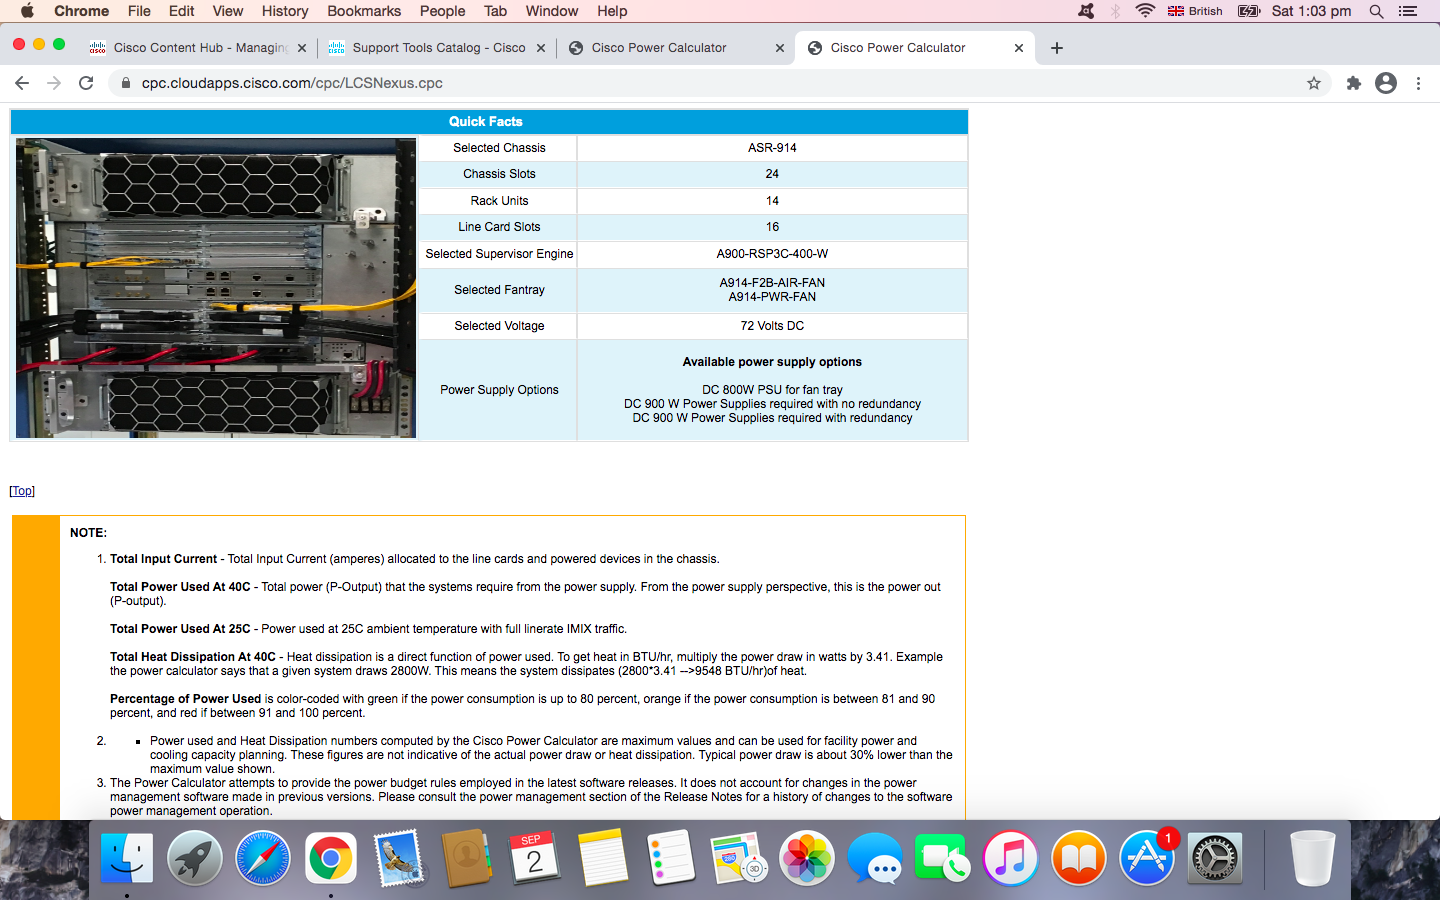 Chrome File Edit View History Bookmarks People Tab Window Help British Sat 1:03 pm
Cisco Content Hub - Managing
Support Tools Catalog - Cisco
Cisco Power Calculator
Cisco Power Calculator
cpc.cloudapps.cisco.com/cpc/LCSNexus.cpc
Quick Facts
Selected Chassis ASR-914
Chassis Slots 24
Rack Units 14
Line Card Slots 16
Selected Supervisor Engine A900-RSP3C-400-W
Selected Fantray A914-F2B-AIR-FAN
A914-PWR-FAN
Selected Voltage 72 Volts DC
Power Supply Options
Available power supply options
DC 800W PSU for fan tray
DC 900 W Power Supplies required with no redundancy
DC 900 W Power Supplies required with redundancy
[Top]
NOTE:
1. Total Input Current - Total Input Current (amperes) allocated to the line cards and powered devices in the chassis.
Total Power Used At 40C - Total power (P-Output) that the systems require from the power supply. From the power supply perspective, this is the power out
(P-output).
Total Power Used At 25C - Power used at 25C ambient temperature with full linerate IMIX traffic.
Total Heat Dissipation At 40C - Heat dissipation is a direct function of power used. To get heat in BTU/hr, multiply the power draw in watts by 3.41. Example
the power calculator says that a given system draws 2800W. This means the system dissipates (2800*3.41 -->9548 BTU/hr)of heat.
Percentage of Power Used is color-coded with green if the power consumption is up to 80 percent, orange if the power consumption is between 81 and 90
percent, and red if between 91 and 100 percent.
2. ▪ Power used and Heat Dissipation numbers computed by the Cisco Power Calculator are maximum values and can be used for facility power and
cooling capacity planning. These figures are not indicative of the actual power draw or heat dissipation. Typical power draw is about 30% lower than the
maximum value shown.
3. The Power Calculator attempts to provide the power budget rules employed in the latest software releases. It does not account for changes in the power
management software made in previous versions. Please consult the power management section of the Release Notes for a history of changes to the software
power management operation.
SEP
2
280
3D
1